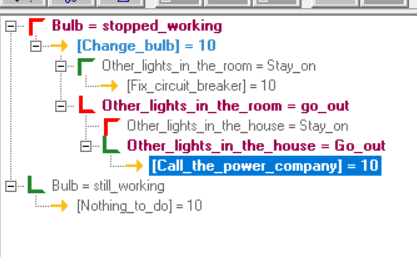 Bulb = stopped_working
[Change_bulb] = 10
Other_lights_in_the_room = Stay_on
[Fix_circuit_breaker] = 10
Other_lights_in_the_room = go_out
Other_lights_in_the_house = Stay_on
Other_lights_in_the_house = Go_out
[Call_the_power_company] = 10
Bulb = still_working
[Nothing_to_do] = 10